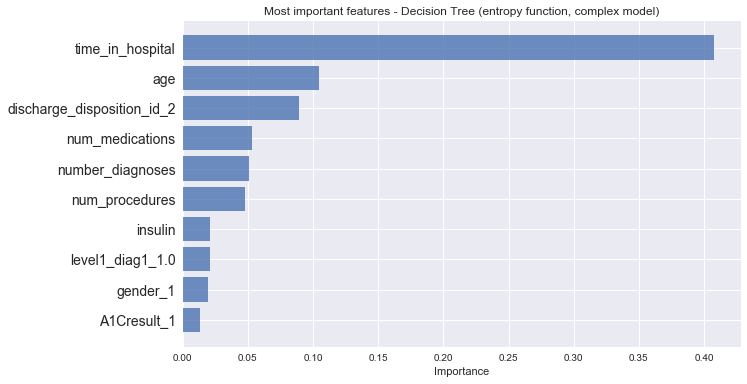 Most important features - Decision Tree (entropy function, complex model)
time_in_hospital
age
discharge_disposition_id_2
num_medications
number_diagnoses
num_procedures
insulin
level1_diag1_1.0
gender_1
A1Cresult_1
0.00 0.05 0.10 0.15 0.20 0.25 0.30 0.35 0.40
Importance